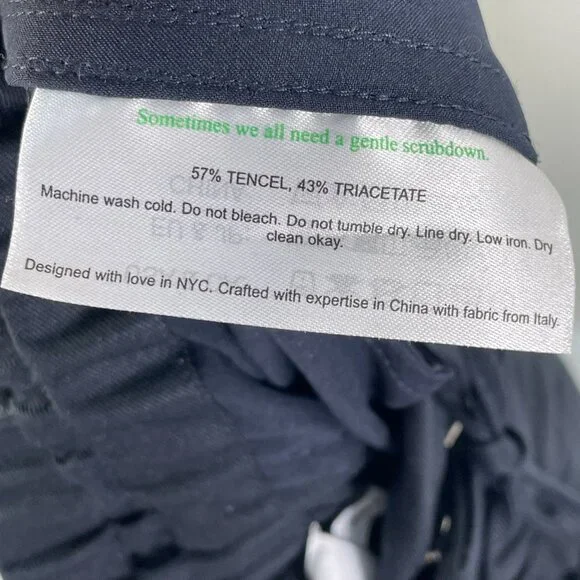 Sometimes we all need a gentle scrubdown.
57% TENCEL, 43% TRIACETATE
Machine wash cold. Do not bleach. Do not tumble dry. Line dry. Low iron. Dry
clean okay.
Designed with love in NYC. Crafted with expertise in China with fabric from Italy.